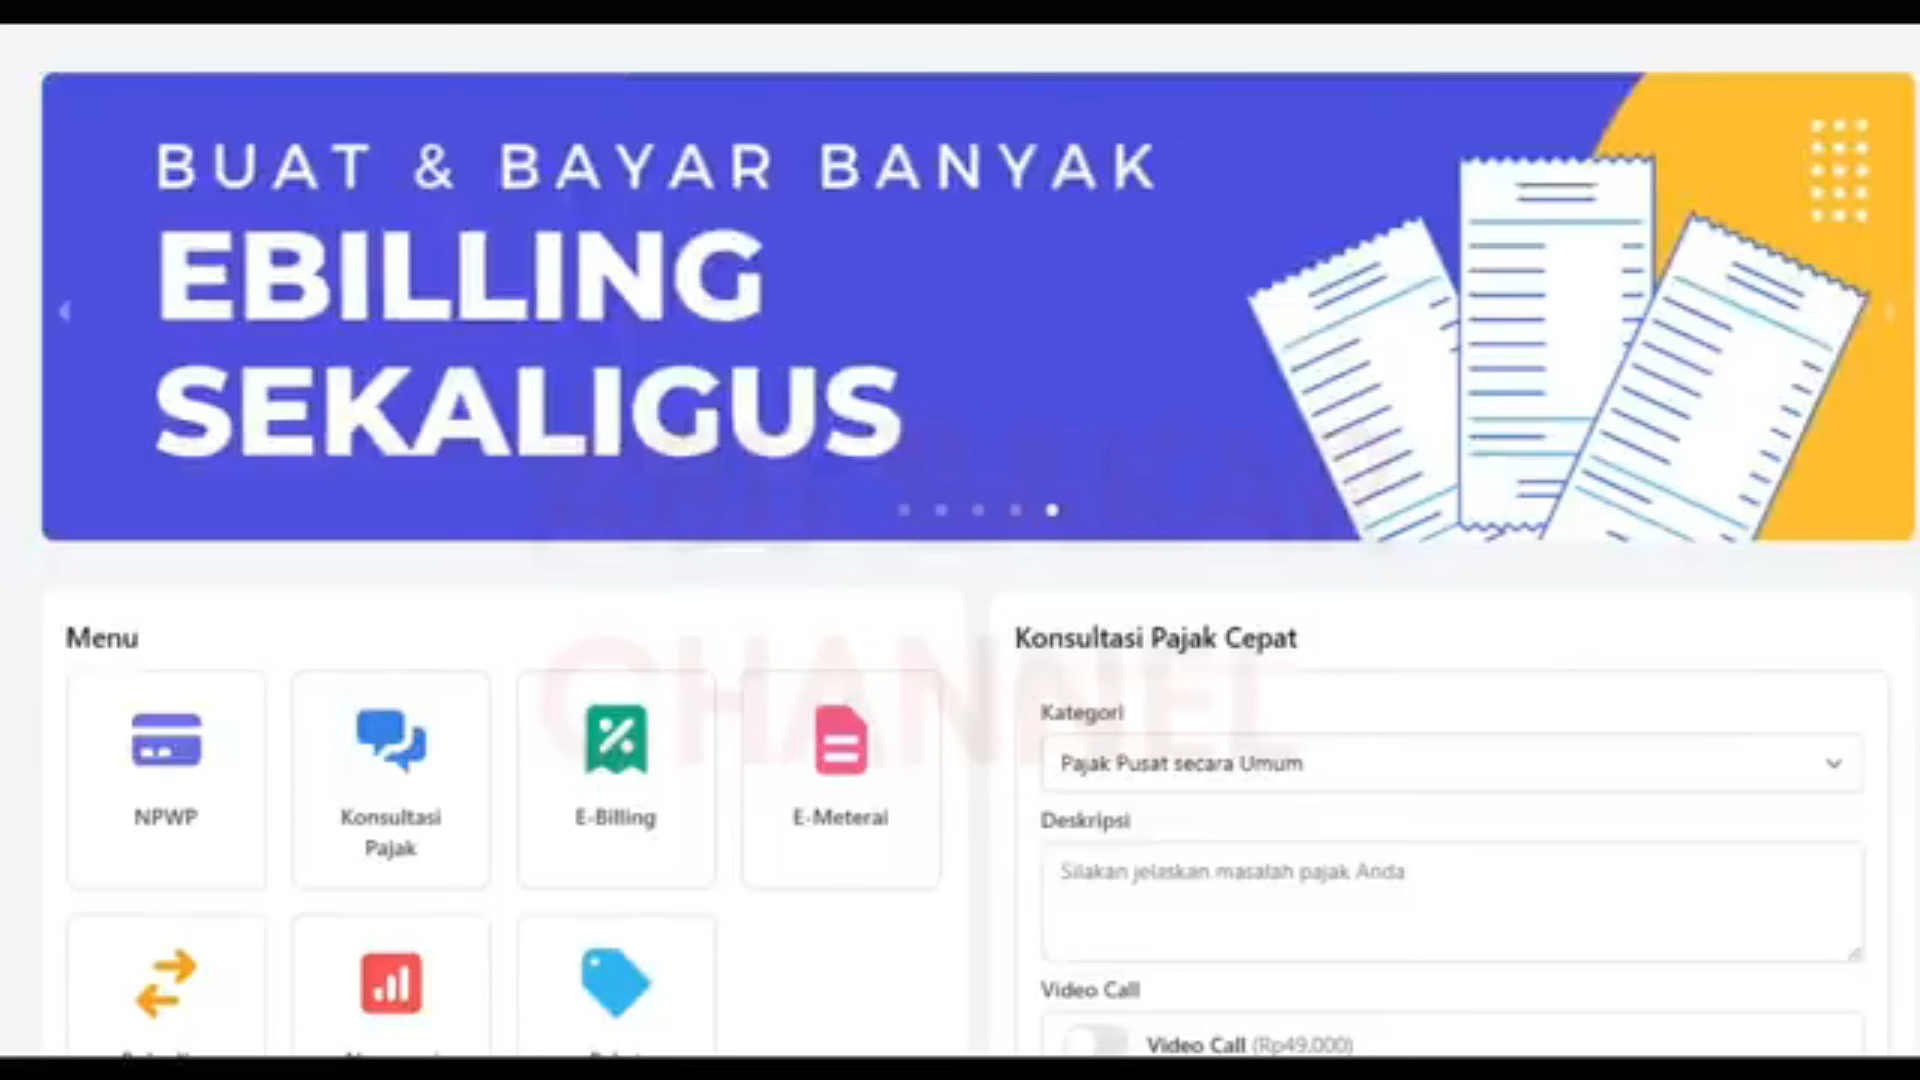 BUAT & BAYAR BANYAK
EBILLING
SEKALIGUS
Menu
NPWP
Konsultasi
Pajak
E-Billing
E-Meterai
Konsultasi Pajak Cepat
Kategori
Pajak Pusat secara Umum
Deskripsi
Silakan jelaskan masalah pajak Anda
Video Call
Video Call (Rp49.000)
CHANNEL